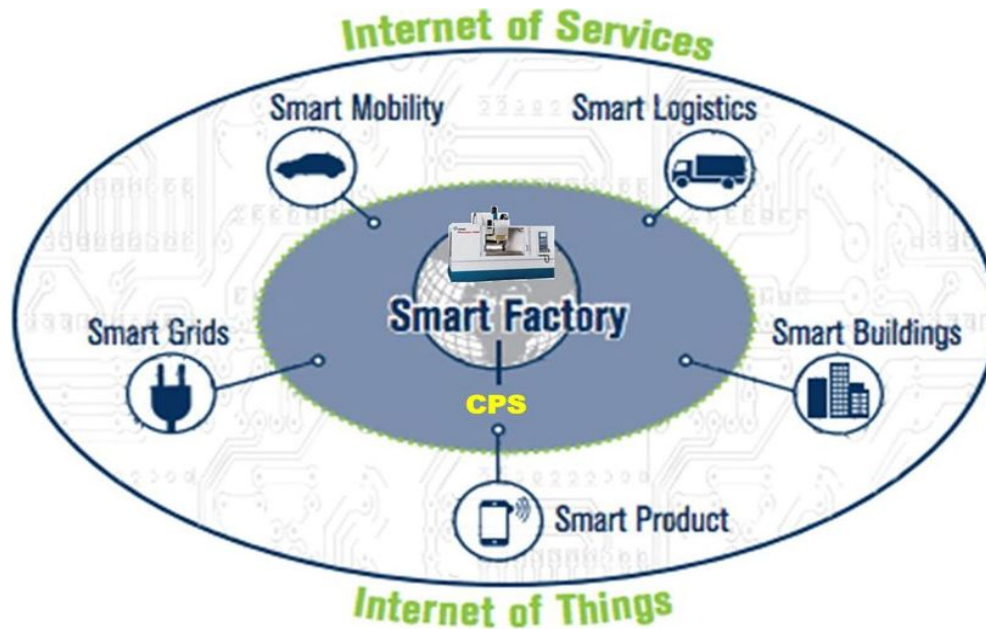 Internet of Services
Smart Mobility
Smart Logistics
Smart Factory
Smart Grids
Smart Buildings
CPS
Smart Product
Internet of Things